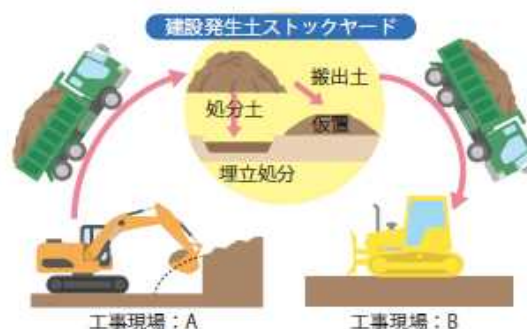 建設発生土ストックヤード
搬出土
処分土
仮置
埋立処分
工事現場：A
工事現場：B